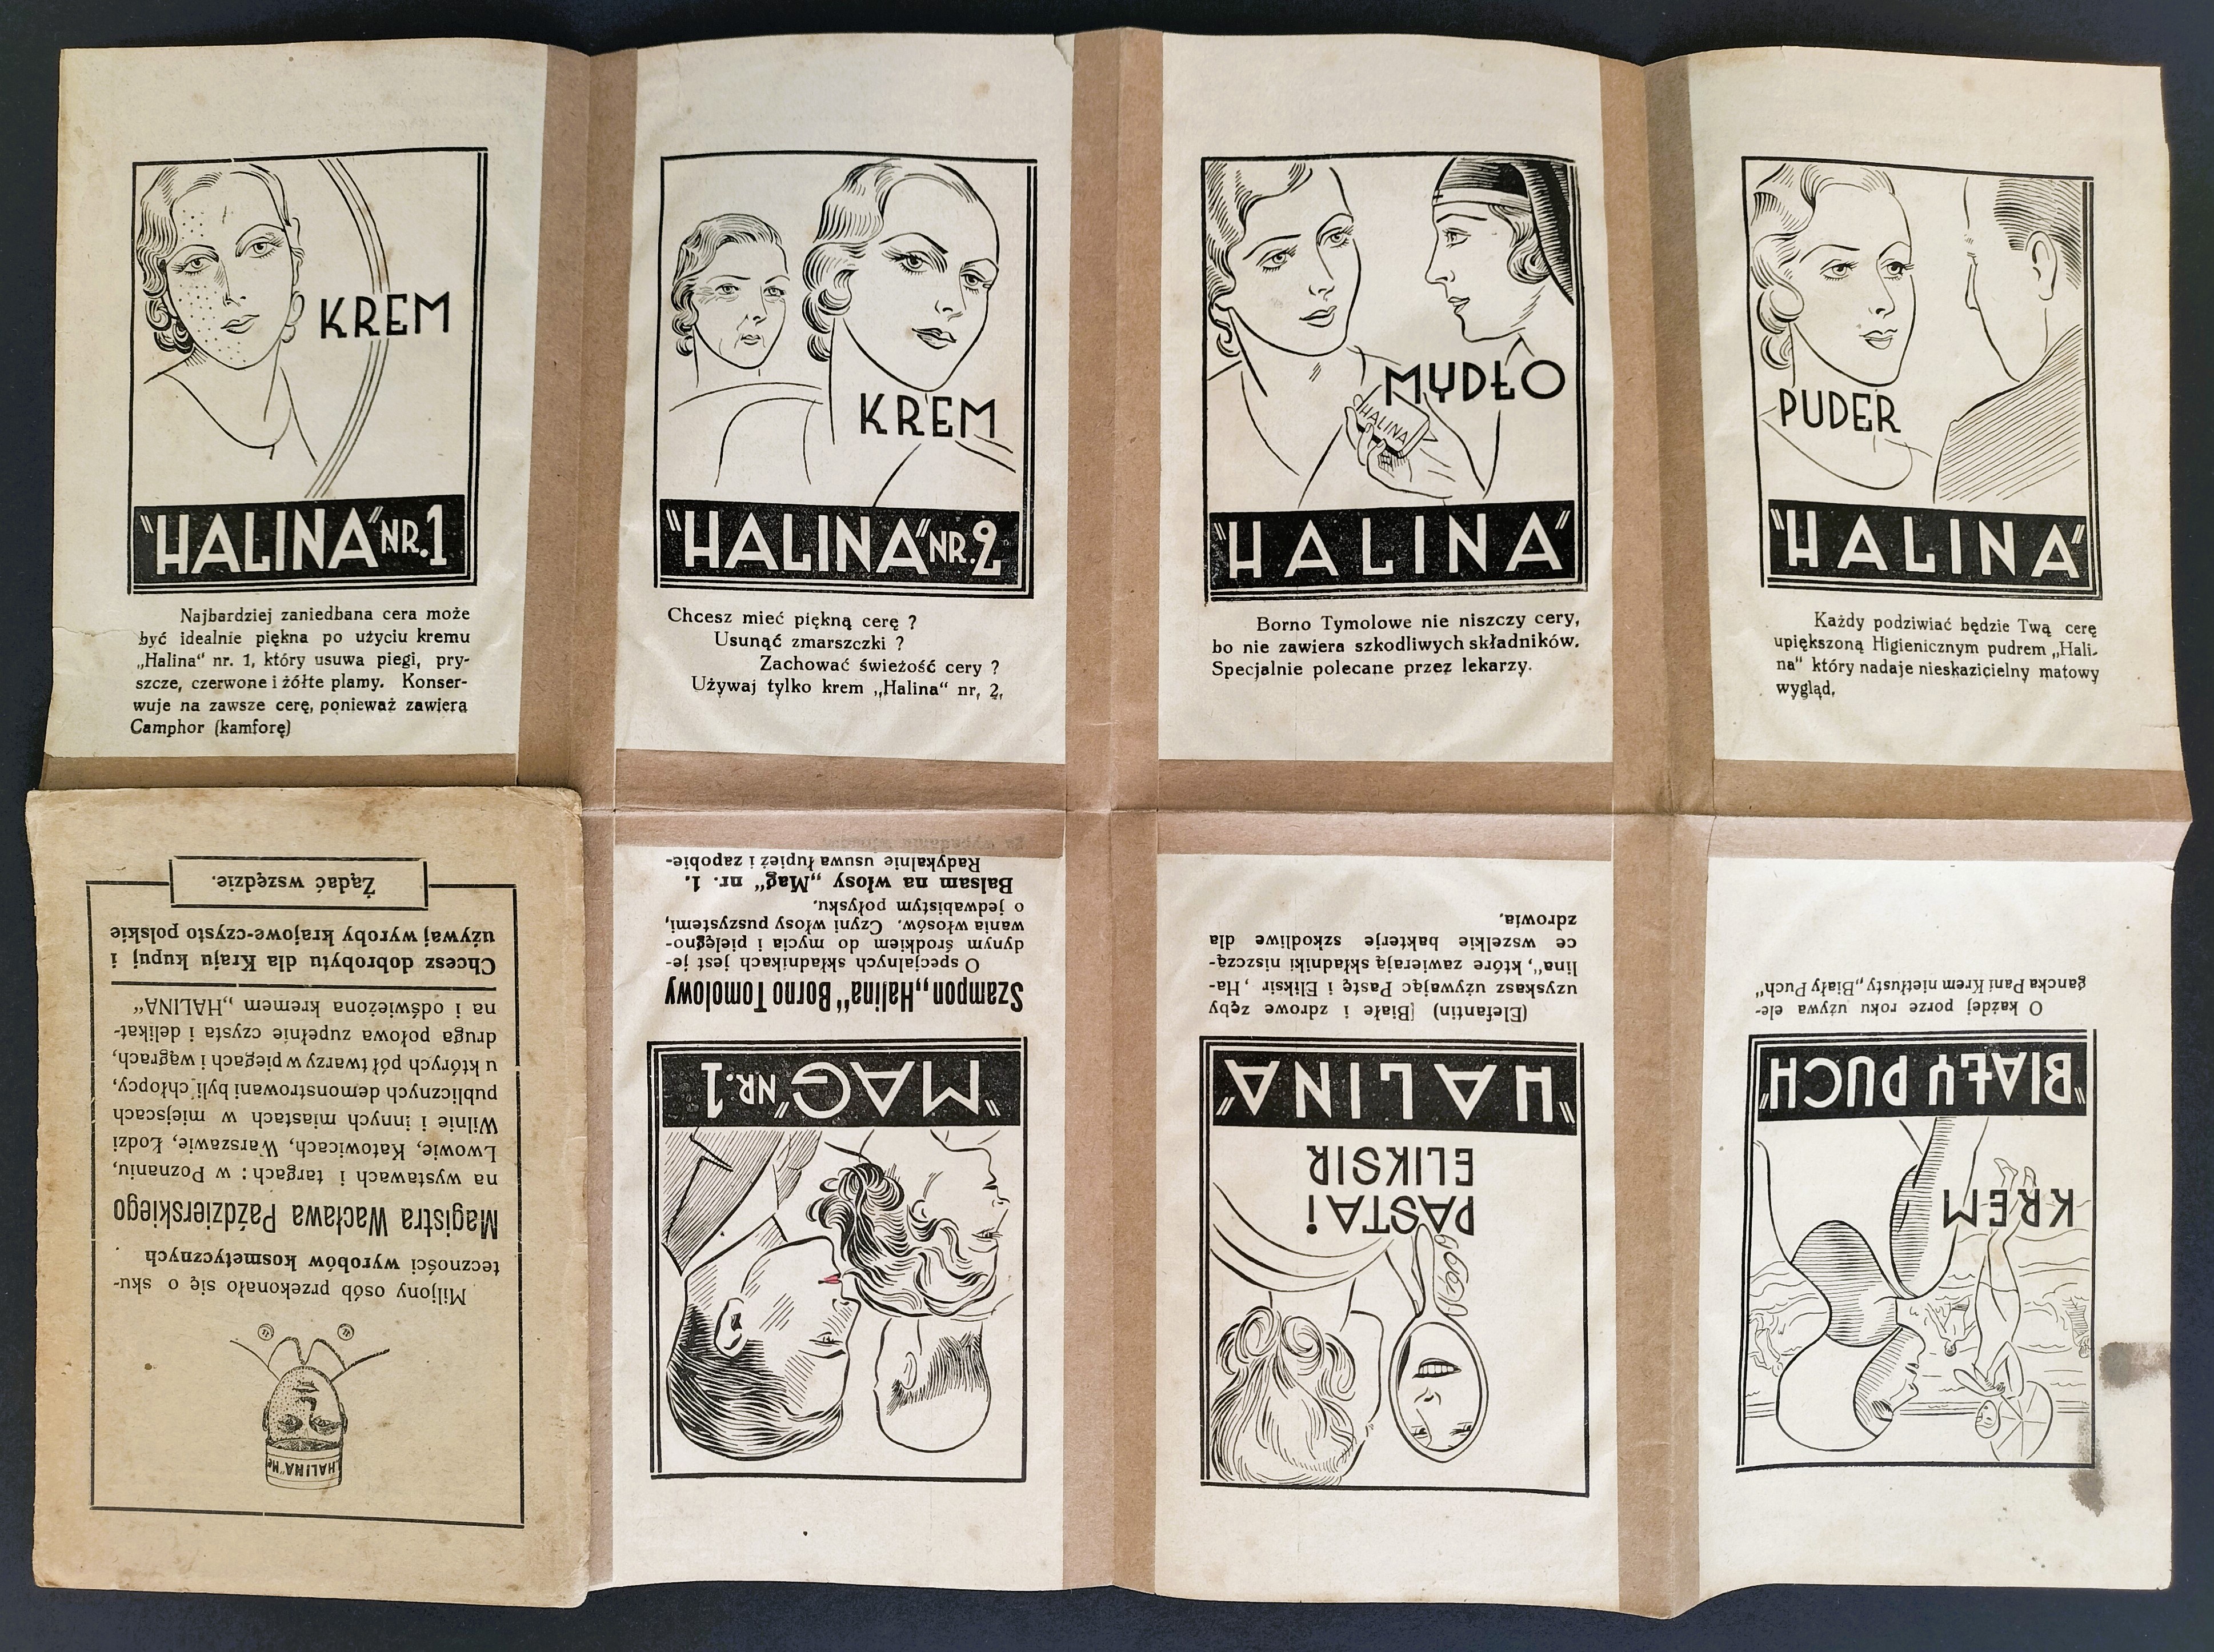 KREM
"HALINA" NR. 1
Najbardziej zaniedbana cera może
być idealnie piękna po użyciu kremu
„Halina" nr. 1, który usuwa piegi, pry-
szcze, czerwone i żółte plamy. Konser-
wuje na zawsze cerę, ponieważ zawiera
Camphor (kamforę)
KREM
"HALINA" NR. 2
Chcesz mieć piękną cerę ?
Usunąć zmarszczki ?
Zachować świeżość cery ?
Używaj tylko krem „Halina" nr, 2,
MYDŁO
HALINA
"HALINA"
Borno Tymolowe nie niszczy cery,
bo nie zawiera szkodliwych składników.
Specjalnie polecane przez lekarzy.
PUDER
"HALINA"
Każdy podziwiać będzie Twą cerę
upiększoną Higienicznym pudrem „Hali-
na" który nadaje nieskazicielny matowy
wygląd,
"HALINA" Me
Miljony osób przekonało się o sku-
teczności wyrobów kosmetycznych
Magistra Wacława Paździerskiego
na wystawach i targach: w Poznaniu,
Lwowie, Katowicach, Warszawie, Łodzi
Wilnie i innych miastach w miejscach
publicznych demonstrowani byli chłopcy,
u których pół twarzy w piegach i wągrach,
druga połowa zupełnie czysta i delikat-
na i odświeżona kremem „HALINA"
Chcesz dobrobytu dla Kraju kupuj i
używaj wyroby krajowe-czysto polskie
Żądać wszędzie.
"MAG" NR. 1
Szampon „Halina" Borno Tomolowy
O specjalnych składnikach jest je-
dynym środkiem do mycia i pielęgno-
wania włosów. Czyni włosy puszystemi,
o jedwabistym połysku.
Balsam na włosy „Mag" nr. 1.
Radykalnie usuwa łupież i zapobie-
PASTA!
ELIKSIR
"HALINA"
(Elefantin) [Białe i zdrowe zęby
uzyskasz używając Pastę i Eliksir „Ha-
lina", które zawierają składniki niszczą-
ce wszelkie bakterje szkodliwe dla
zdrowia.
KREM
"BIAŁY PUCH"
O każdej porze roku używa ele-
gancka Pani Krem nietłusty „Biały Puch"